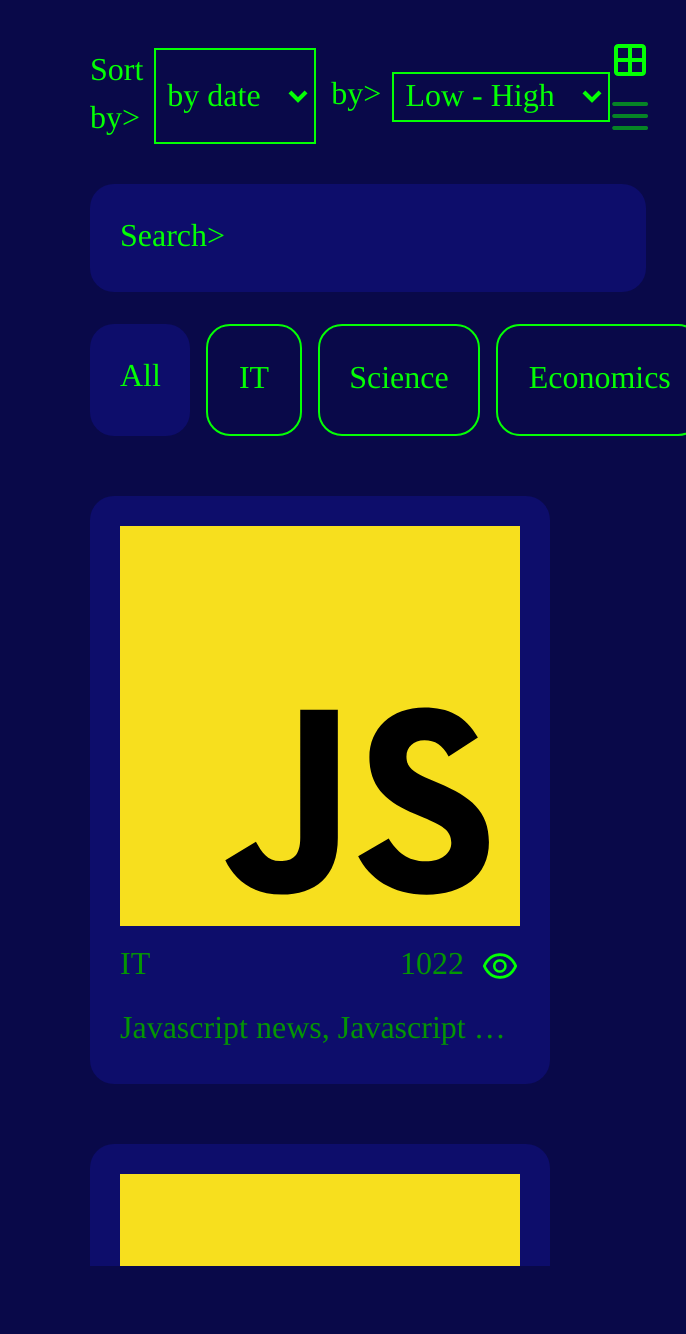 Sort
by>
by date
by>
Low - High
Search>
All
IT
Science
Economics
JS
IT
1022
Javascript news, Javascript …